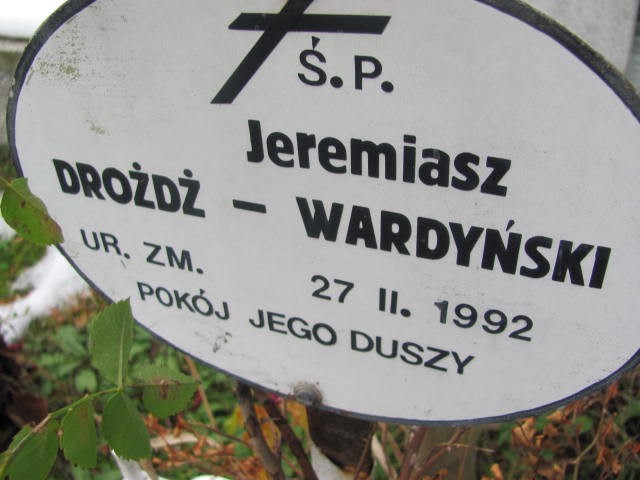 Ś.P.
Jeremiasz
DROŻDŻ – WARDYŃSKI
UR. ZM. 27 II. 1992
POKÓJ JEGO DUSZY